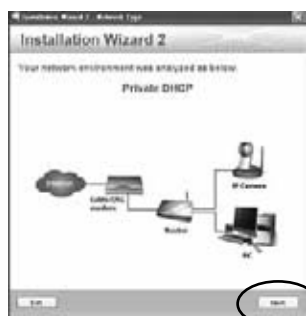 Installation Wizard 2 - Network Type
Installation Wizard 2
Your network environment was analyzed as below.
Private DHCP
Internet
Cable/DSL
modem
Router
IP Camera
PC
Exit
Next